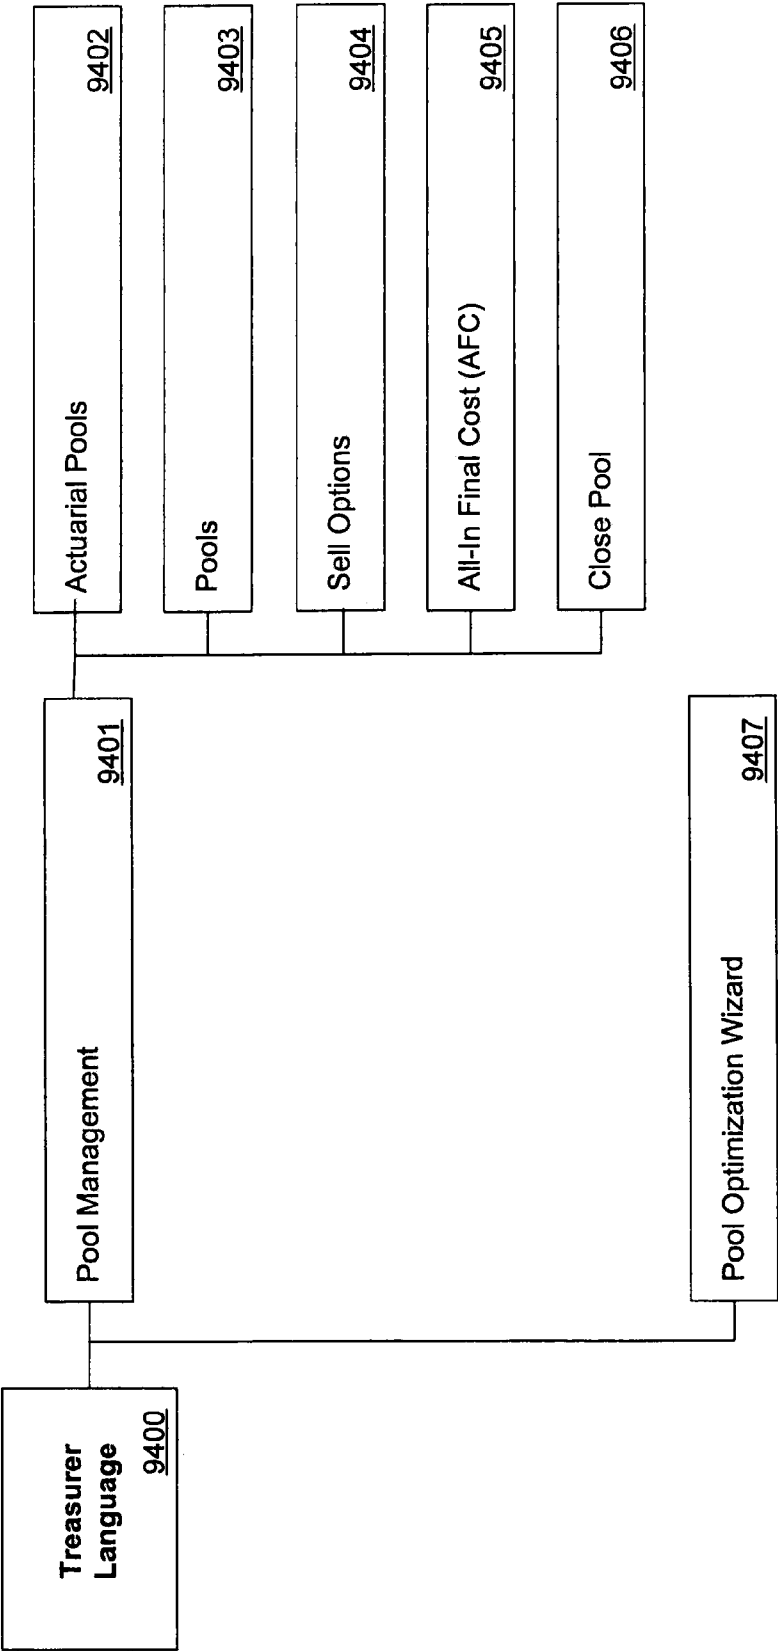 Treasurer
Language
9400
Pool Management
9401
Actuarial Pools
9402
Pools
9403
Sell Options
9404
All-In Final Cost (AFC)
9405
Close Pool
9406
Pool Optimization Wizard
9407